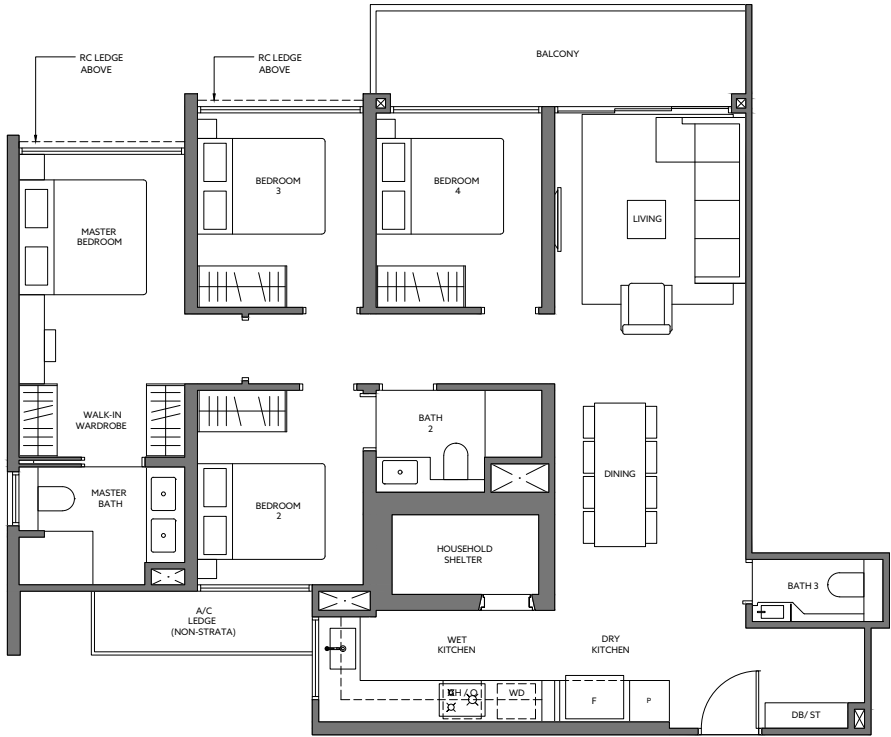 BALCONY
RC LEDGE
ABOVE
RC LEDGE
ABOVE
BEDROOM
3
BEDROOM
4
MASTER
BEDROOM
LIVING
WALK-IN
WARDROBE
BATH
2
DINING
MASTER
BATH
BEDROOM
2
HOUSEHOLD
SHELTER
BATH 3
A/C
LEDGE
(NON-STRATA)
WET
KITCHEN
DRY
KITCHEN
WD
F
P
DB/ ST